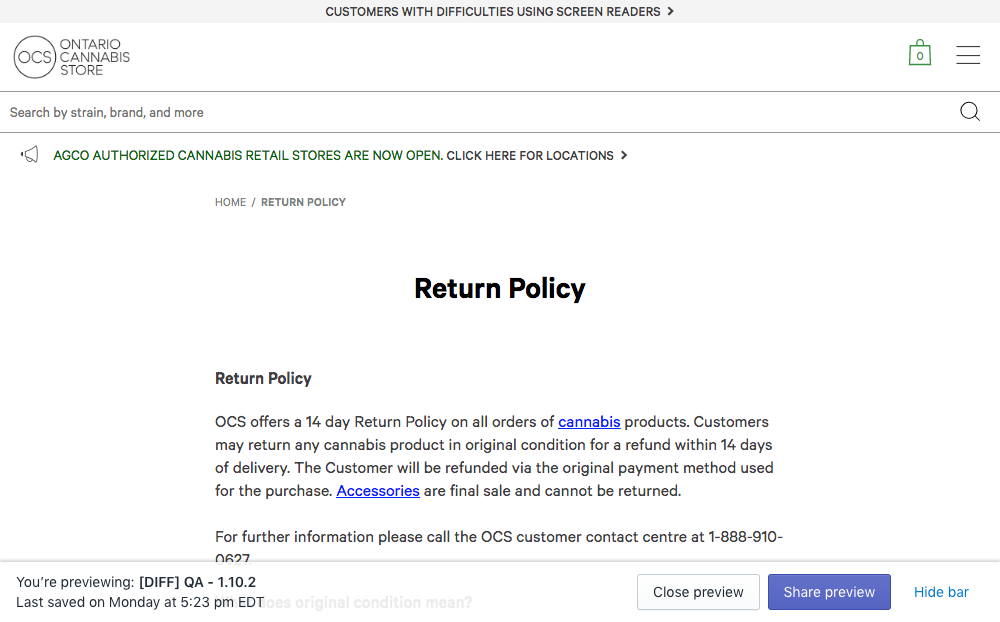 CUSTOMERS WITH DIFFICULTIES USING SCREEN READERS
OCS
ONTARIO
CANNABIS
STORE
0
Search by strain, brand, and more
AGCO AUTHORIZED CANNABIS RETAIL STORES ARE NOW OPEN. CLICK HERE FOR LOCATIONS
HOME / RETURN POLICY
Return Policy
Return Policy
OCS offers a 14 day Return Policy on all orders of cannabis products. Customers
may return any cannabis product in original condition for a refund within 14 days
of delivery. The Customer will be refunded via the original payment method used
for the purchase. Accessories are final sale and cannot be returned.
For further information please call the OCS customer contact centre at 1-888-910-
0627.
does original condition mean?
You're previewing: [DIFF] QA - 1.10.2
Last saved on Monday at 5:23 pm EDT
Close preview
Share preview
Hide bar